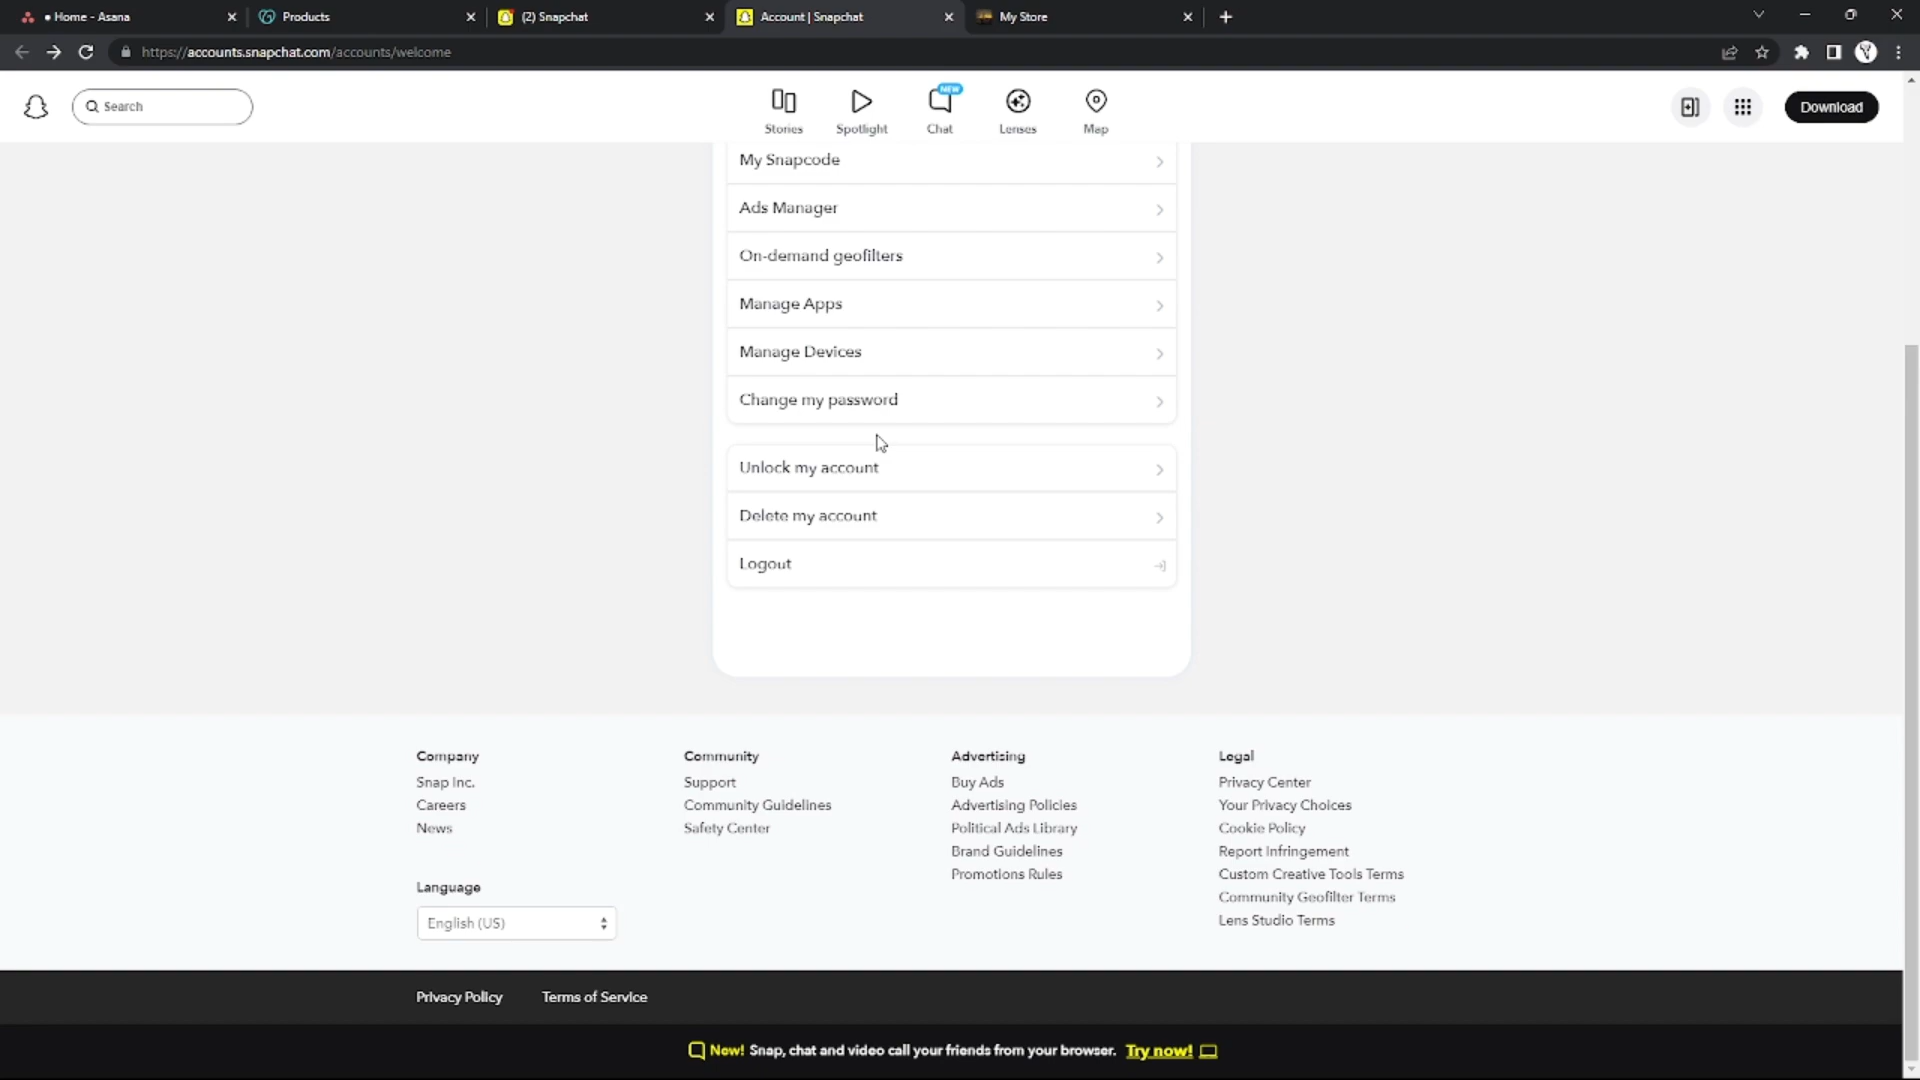 • Home - Asana
Products
(2) Snapchat
Account | Snapchat
My Store
https://accounts.snapchat.com/accounts/welcome
Search
Stories
Spotlight
NEW
Chat
Lenses
Map
Download
My Snapcode
Ads Manager
On-demand geofilters
Manage Apps
Manage Devices
Change my password
Unlock my account
Delete my account
Logout
Company
Snap Inc.
Careers
News
Community
Support
Community Guidelines
Safety Center
Advertising
Buy Ads
Advertising Policies
Political Ads Library
Brand Guidelines
Promotions Rules
Legal
Privacy Center
Your Privacy Choices
Cookie Policy
Report Infringement
Custom Creative Tools Terms
Community Geofilter Terms
Lens Studio Terms
Language
English (US)
Privacy Policy
Terms of Service
New! Snap, chat and video call your friends from your browser. Try now!